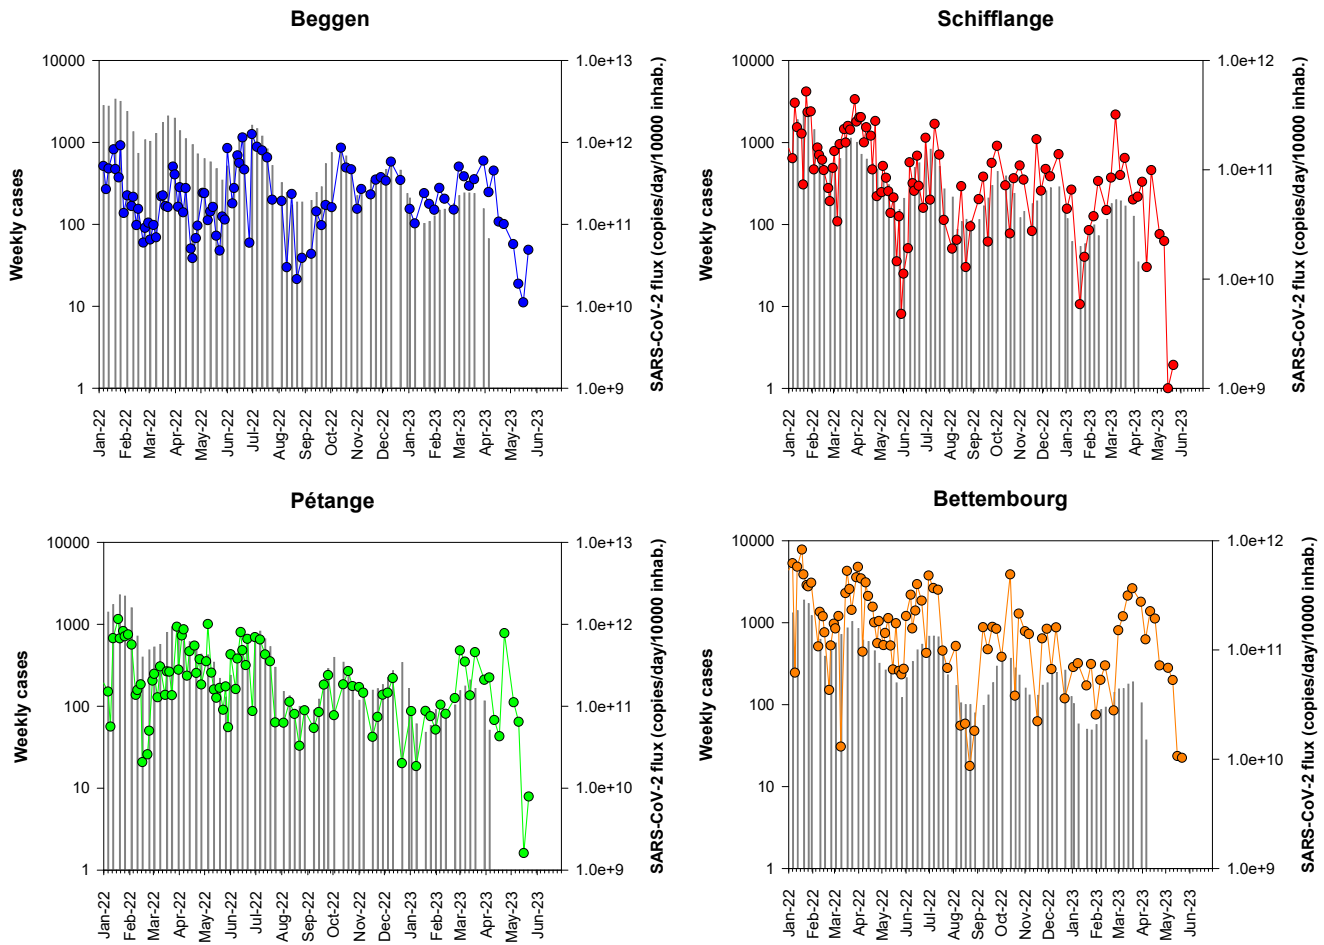 Beggen
Weekly cases
10000
1000
100
10
1
1.0e+13
1.0e+12
1.0e+11
1.0e+10
1.0e+9
SARS-CoV-2 flux (copies/day/10000 inhab.)
Jan-22
Feb-22
Mar-22
Apr-22
May-22
Jun-22
Jul-22
Aug-22
Sep-22
Oct-22
Nov-22
Dec-22
Jan-23
Feb-23
Mar-23
Apr-23
May-23
Jun-23
Schifflange
Weekly cases
10000
1000
100
10
1
1.0e+12
1.0e+11
1.0e+10
1.0e+9
SARS-CoV-2 flux (copies/day/10000 inhab.)
Jan-22
Feb-22
Mar-22
Apr-22
May-22
Jun-22
Jul-22
Aug-22
Sep-22
Oct-22
Nov-22
Dec-22
Jan-23
Feb-23
Mar-23
Apr-23
May-23
Jun-23
Pétange
Weekly cases
10000
1000
100
10
1
1.0e+13
1.0e+12
1.0e+11
1.0e+10
1.0e+9
SARS-CoV-2 flux (copies/day/10000 inhab.)
Jan-22
Feb-22
Mar-22
Apr-22
May-22
Jun-22
Jul-22
Aug-22
Sep-22
Oct-22
Nov-22
Dec-22
Jan-23
Feb-23
Mar-23
Apr-23
May-23
Jun-23
Bettembourg
Weekly cases
10000
1000
100
10
1
1.0e+12
1.0e+11
1.0e+10
1.0e+9
SARS-CoV-2 flux (copies/day/10000 inhab.)
Jan-22
Feb-22
Mar-22
Apr-22
May-22
Jun-22
Jul-22
Aug-22
Sep-22
Oct-22
Nov-22
Dec-22
Jan-23
Feb-23
Mar-23
Apr-23
May-23
Jun-23